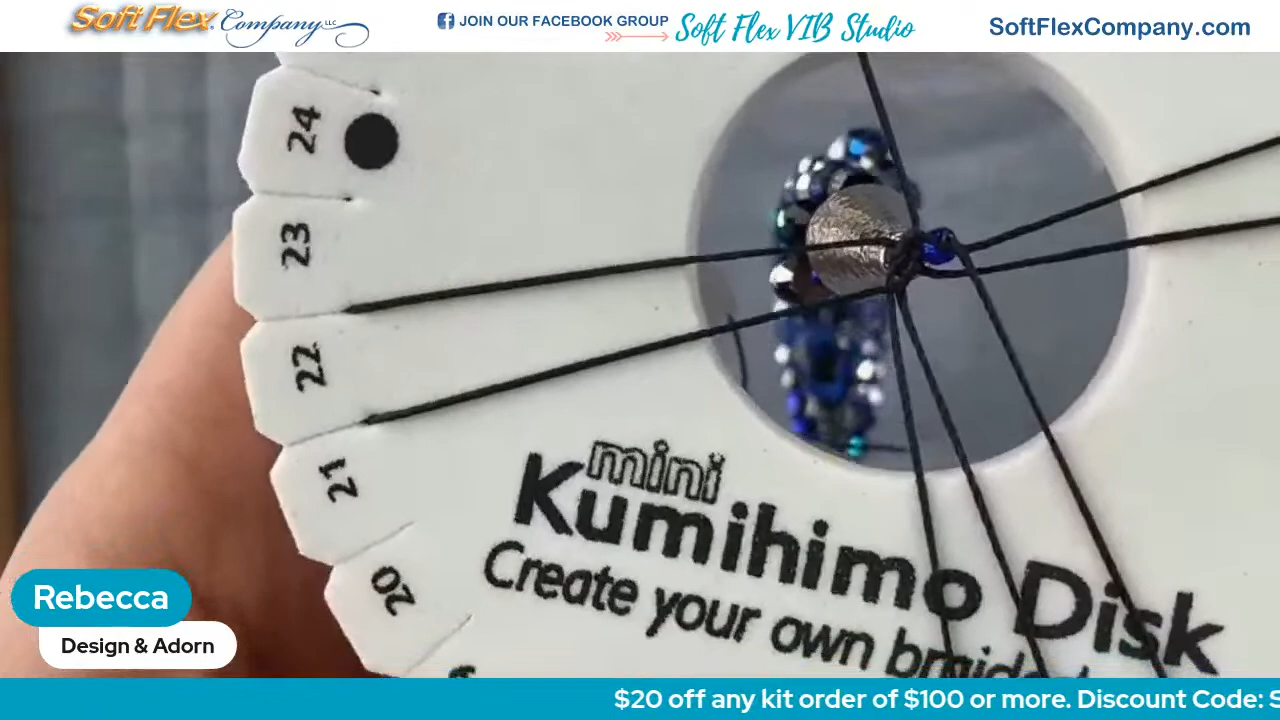 Soft Flex Company LLC
JOIN OUR FACEBOOK GROUP
Soft Flex VIB Studio
SoftFlexCompany.com
24
23
22
21
20
mini
Kumihimo Disk
Create your own braided
Rebecca
Design & Adorn
$20 off any kit order of $100 or more. Discount Code: S